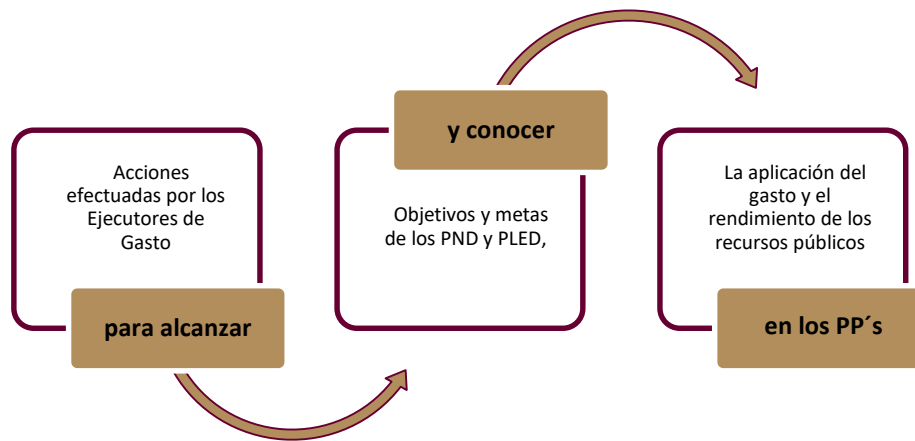 Acciones
efectuadas por los
Ejecutores de
Gasto
para alcanzar
y conocer
Objetivos y metas
de los PND y PLED,
La aplicación del
gasto y el
rendimiento de los
recursos públicos
en los PP´s